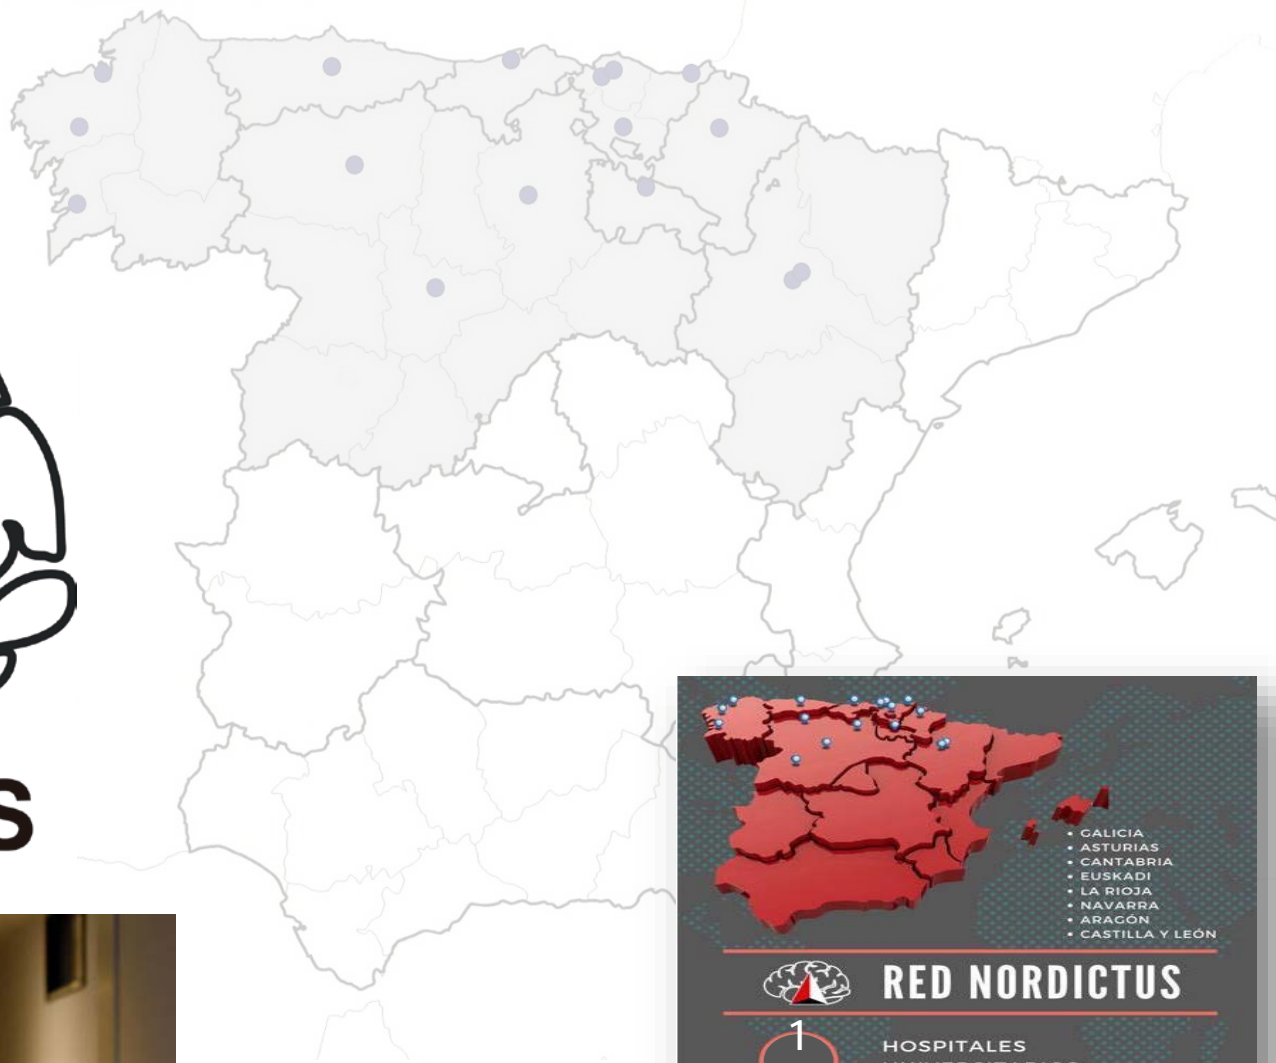 S
• GALICIA
• ASTURIAS
• CANTABRIA
• EUSKADI
• LA RIOJA
• NAVARRA
• ARAGÓN
• CASTILLA Y LEÓN
RED NORDICTUS
1
HOSPITALES